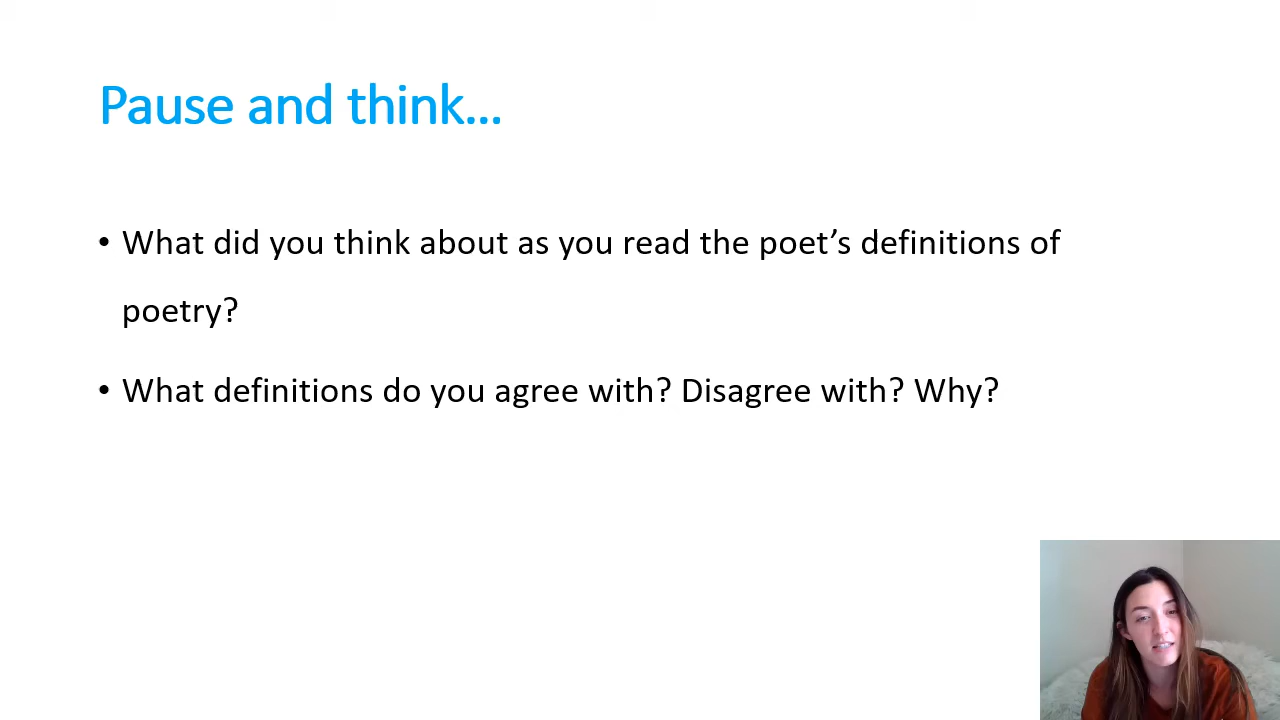 Pause and think...
• What did you think about as you read the poet’s definitions of
poetry?
• What definitions do you agree with? Disagree with? Why?